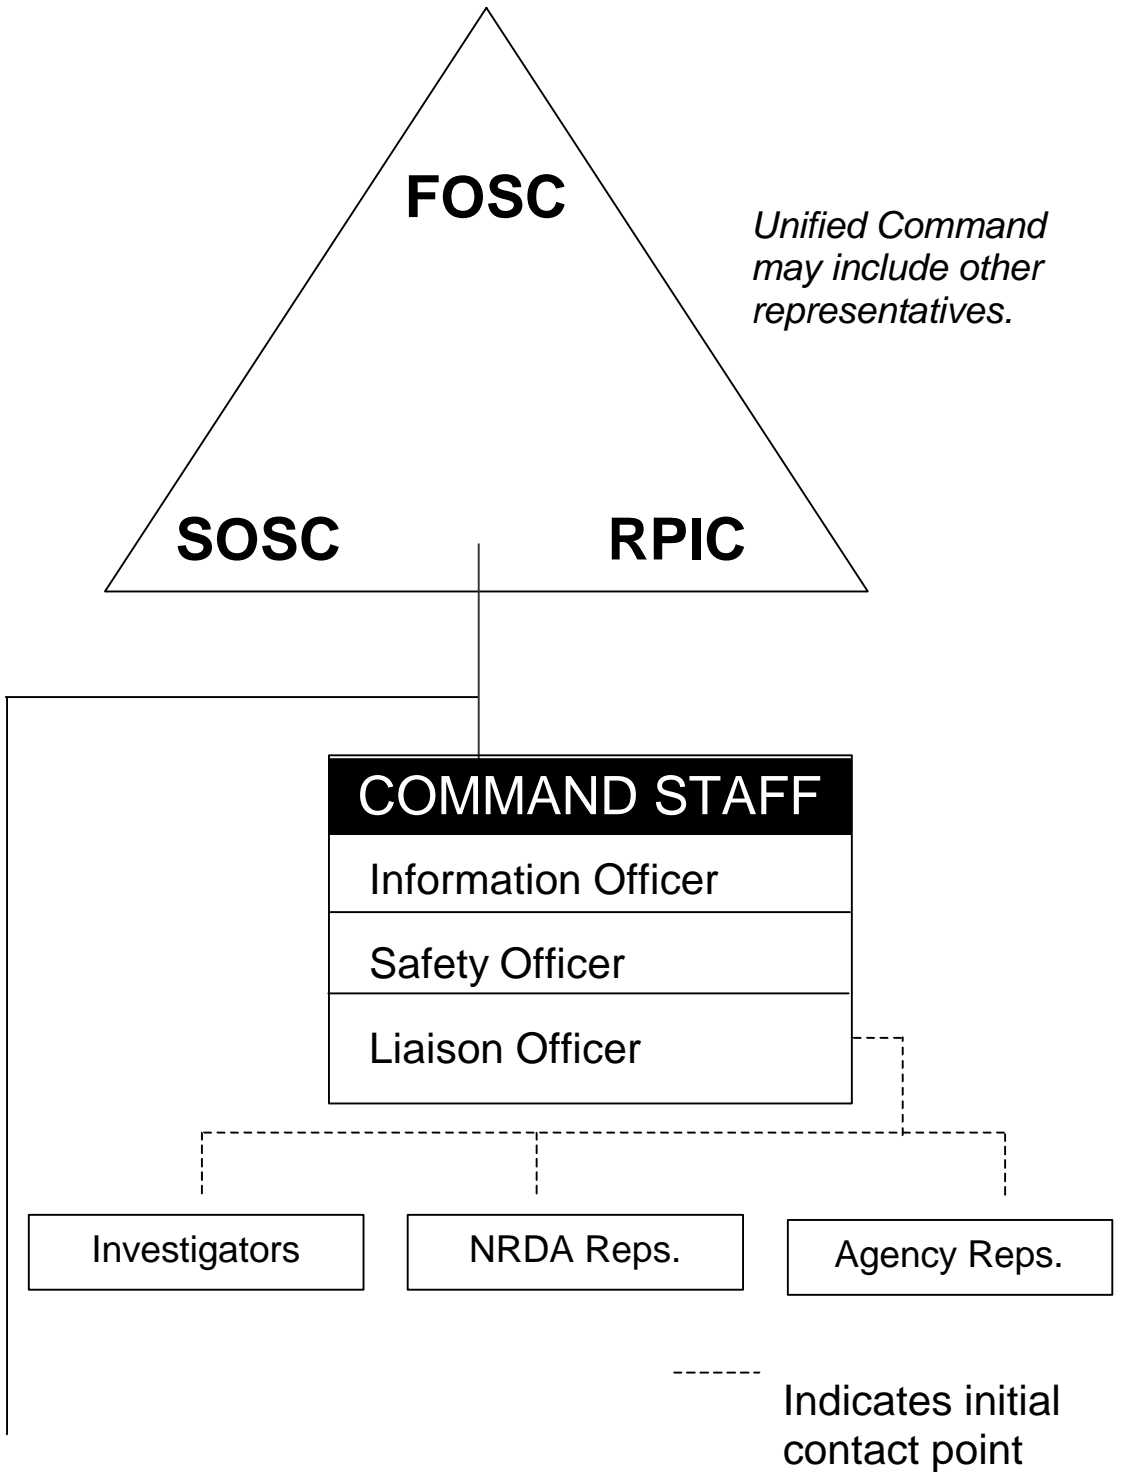 FOSC
Unified Command
may include other
representatives.
SOSC
RPIC
COMMAND STAFF
Information Officer
Safety Officer
Liaison Officer
Investigators
NRDA Reps.
Agency Reps.
Indicates initial
contact point